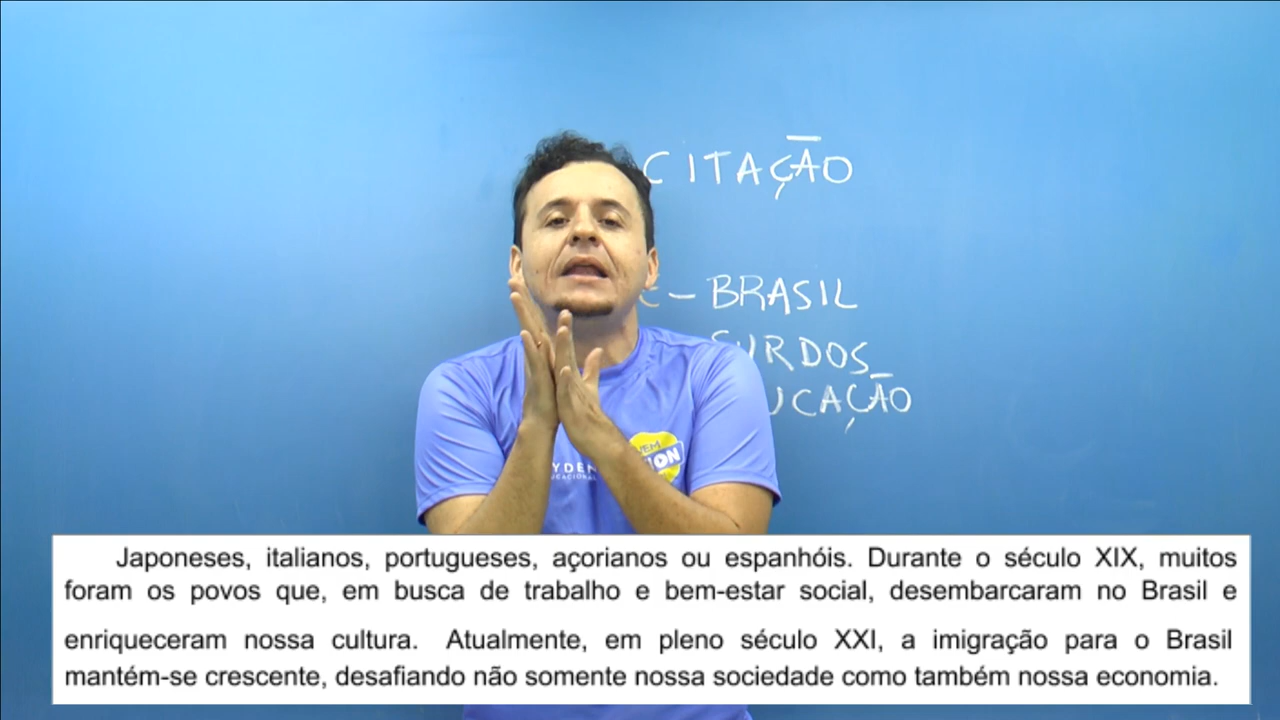 CITAÇÃO
BRASIL
SURDOS
Japoneses, italianos, portugueses, açorianos ou espanhóis. Durante o século XIX, muitos
foram os povos que, em busca de trabalho e bem-estar social, desembarcaram no Brasil e
enriqueceram nossa cultura. Atualmente, em pleno século XXI, a imigração para o Brasil
mantém-se crescente, desafiando não somente nossa sociedade como também nossa economia.